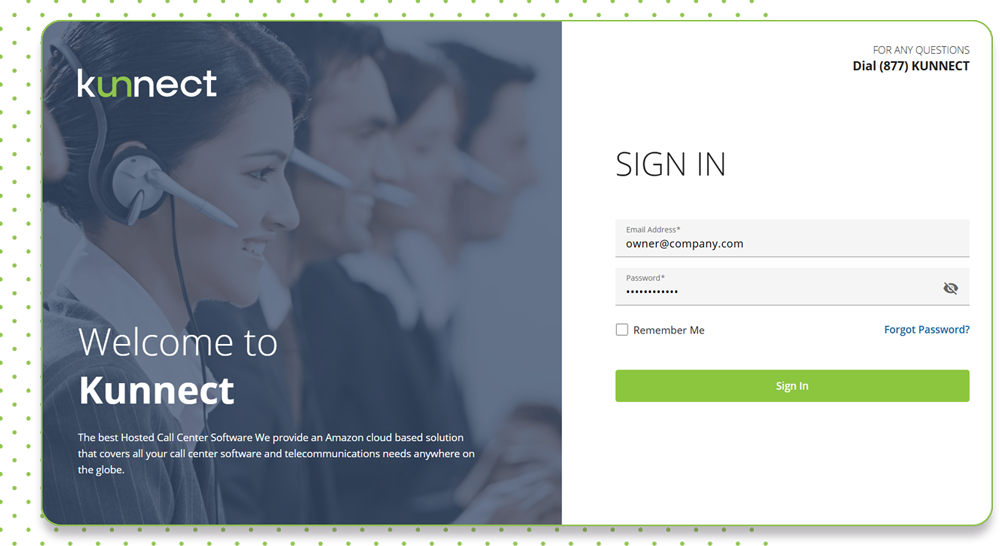 kunnect
Welcome to
Kunnect
The best Hosted Call Center Software We provide an Amazon cloud based solution
that covers all your call center software and telecommunications needs anywhere on
the globe.
FOR ANY QUESTIONS
Dial (877) KUNNECT
SIGN IN
Email Address*
owner@company.com
Password*
••••••••••••
Remember Me
Forgot Password?
Sign In